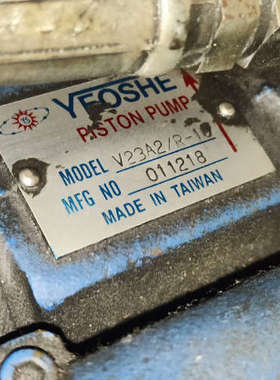 YEOSHE
PISTON PUMP
MODEL V23A2/R-10
MFG NO 011218
MADE IN TAIWAN